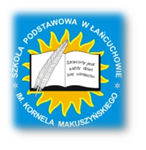 SZKOŁA PODSTAWOWA W ŁAŃCUCHOWIE
IM. KORNELA MAKUSZYŃSKIEGO